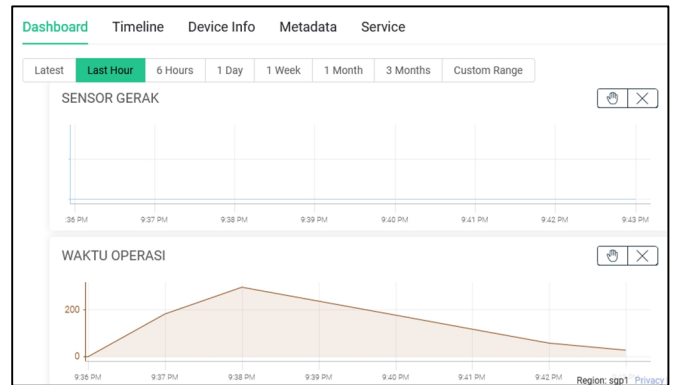 Dashboard Timeline Device Info Metadata Service
Latest Last Hour 6 Hours 1 Day 1 Week 1 Month 3 Months Custom Range
SENSOR GERAK
:36 PM 9:37 PM 9:38 PM 9:39 PM 9:40 PM 9:41 PM 9:42 PM 9:43 PM
WAKTU OPERASI
200
0
9:36 PM 9:37 PM 9:38 PM 9:39 PM 9:40 PM 9:41 PM 9:42 PM
Region: sgp1 Privacy